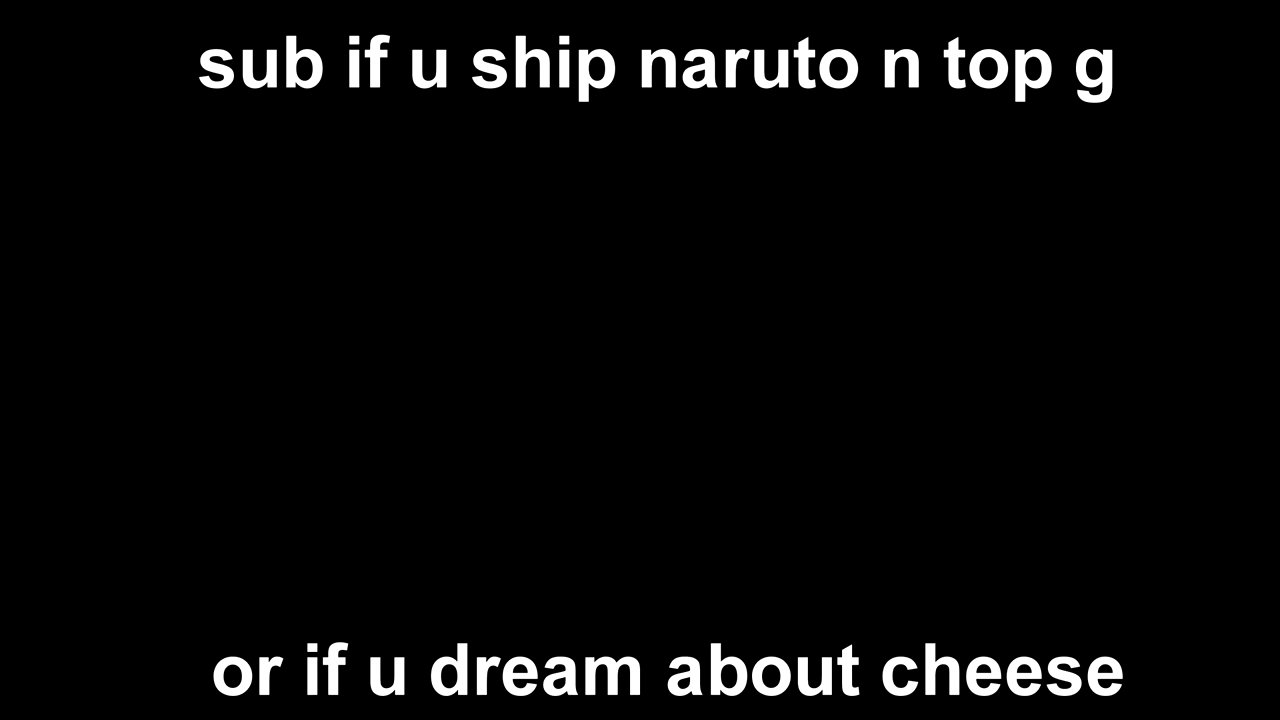 sub if u ship naruto n top g
or if u dream about cheese